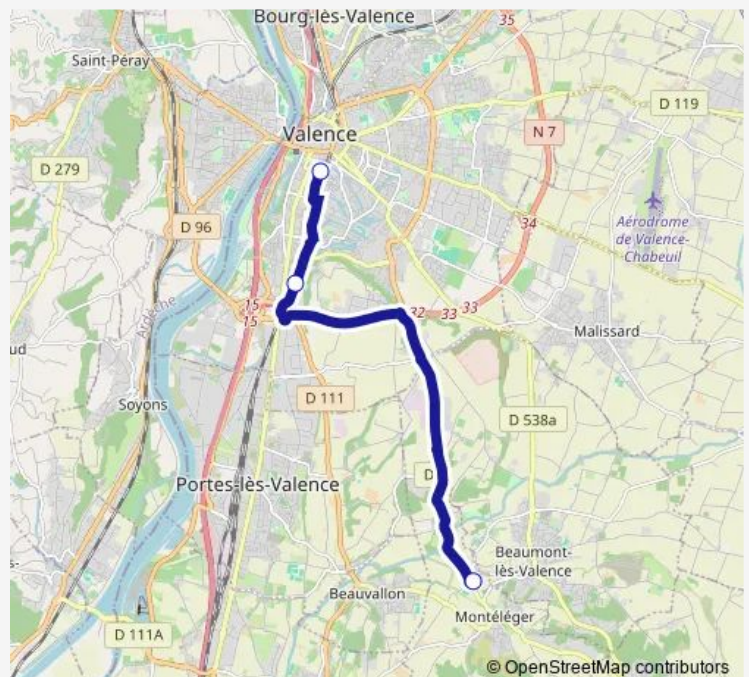 Bourg-lès-Valence
35
Saint-Péray
D 119
Valence
N 7
D 279
Aérodrome
de Valence-
Chabeuil
D 96
34
Ardèche
15
15
32
33
33
Malissard
Soyons
D 111
D 538a
D
Portes-lès-Valence
Beaumont-
lès-Valence
Beauvallon
Montéléger
D 111A
© OpenStreetMap contributors